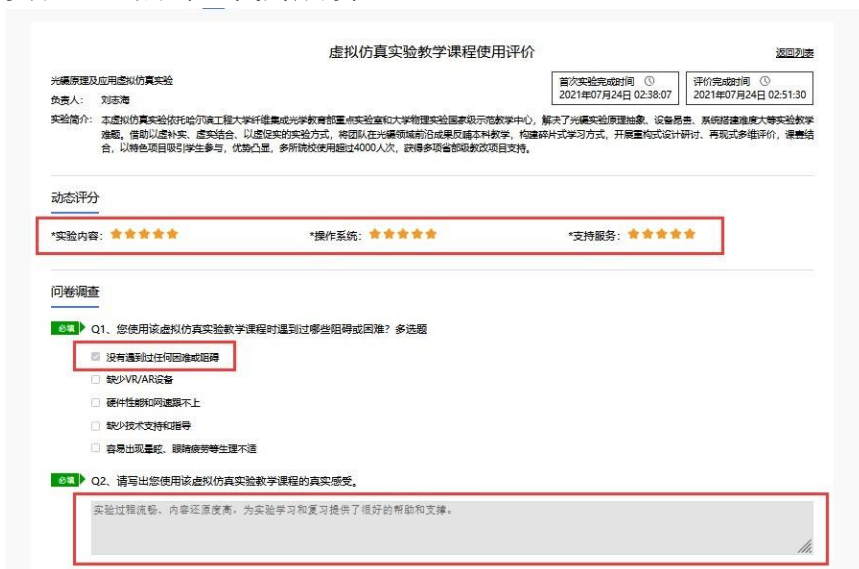 虚拟仿真实验教学课程使用评价
返回列表
光镊原理及应用虚拟仿真实验
首次实验完成时间
2021年07月24日 02:38:07
评价完成时间
2021年07月24日 02:51:30
负责人： 刘志海
实验简介： 本虚拟仿真实验依托哈尔滨工程大学纤维集成光学教育部重点实验室和大学物理实验国家级示范教学中心，解决了光镊实验原理抽象、设备易贵、系统搭建难度大等实验教学
难题，借助以虚补实、虚实结合、以虚促实的实验方式，将团队在光镊领域前沿成果反哺本科教学，构建碎片式学习方式，开展重构式设计研讨、再现式多维评价，课赛结
合，以特色项目吸引学生参与，优势凸显，多所院校使用超过4000人次，获得多项省部级教改项目支持。
动态评分
*实验内容：
*操作系统：
*支持服务：
问卷调查
必填 Q1、您使用该虚拟仿真实验教学课程时遇到过哪些阻碍或困难？多选题
没有遇到过任何困难或阻碍
缺少VR/AR设备
硬件性能和网速跟不上
缺少技术支持和指导
容易出现晕眩、眼睛疲劳等生理不适
必填 Q2、请写出您使用该虚拟仿真实验教学课程的真实感受。
实验过程流畅、内容还原度高，为实验学习和复习提供了很好的帮助和支撑。